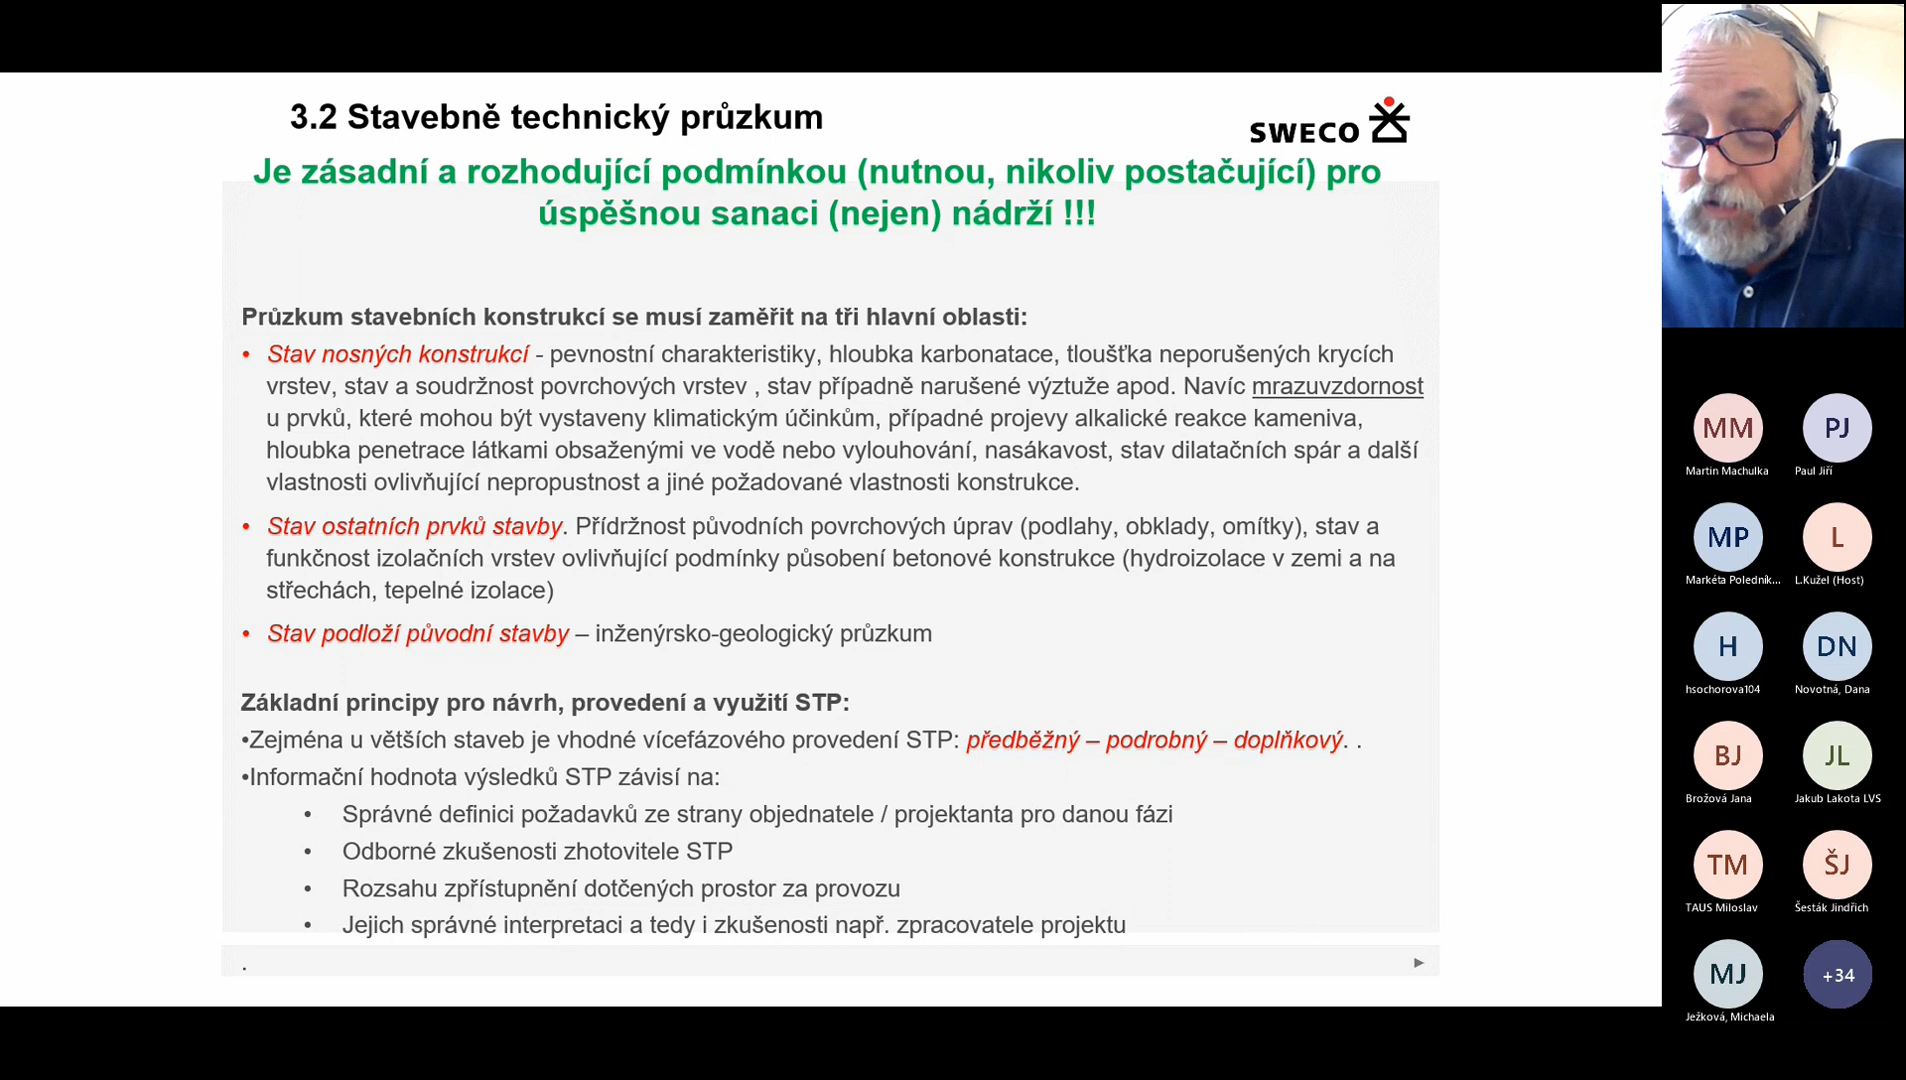 3.2 Stavebně technický průzkum
SWECO
Je zásadní a rozhodující podmínkou (nutnou, nikoliv postačující) pro
úspěšnou sanaci (nejen) nádrží !!!
Průzkum stavebních konstrukcí se musí zaměřit na tři hlavní oblasti:
• Stav nosných konstrukcí - pevnostní charakteristiky, hloubka karbonatace, tloušťka neporušených krycích
vrstev, stav a soudržnost povrchových vrstev , stav případně narušené výztuže apod. Navíc mrazuvzdornost
u prvků, které mohou být vystaveny klimatickým účinkům, případné projevy alkalické reakce kameniva,
hloubka penetrace látkami obsaženými ve vodě nebo vylouhování, nasákavost, stav dilatačních spár a další
vlastnosti ovlivňující nepropustnost a jiné požadované vlastnosti konstrukce.
• Stav ostatních prvků stavby. Přídržnost původních povrchových úprav (podlahy, obklady, omítky), stav a
funkčnost izolačních vrstev ovlivňující podmínky působení betonové konstrukce (hydroizolace v zemi a na
střechách, tepelné izolace)
• Stav podloží původní stavby – inženýrsko-geologický průzkum
Základní principy pro návrh, provedení a využití STP:
•Zejména u větších staveb je vhodné vícefázového provedení STP: předběžný – podrobný – doplňkový. .
•Informační hodnota výsledků STP závisí na:
• Správné definici požadavků ze strany objednatele / projektanta pro danou fázi
• Odborné zkušenosti zhotovitele STP
• Rozsahu zpřístupnění dotčených prostor za provozu
• Jejich správné interpretaci a tedy i zkušenosti např. zpracovatele projektu
.
MM PJ
Martin Machulka Paul Jiří
MP L
Markéta Poledník... L.Kužel (Host)
H DN
hsochorova104 Novotná, Dana
BJ JL
Brožová Jana Jakub Lakota LVS
TM ŠJ
TAUS Miloslav Šesták Jindřich
MJ +34
Ježková, Michaela